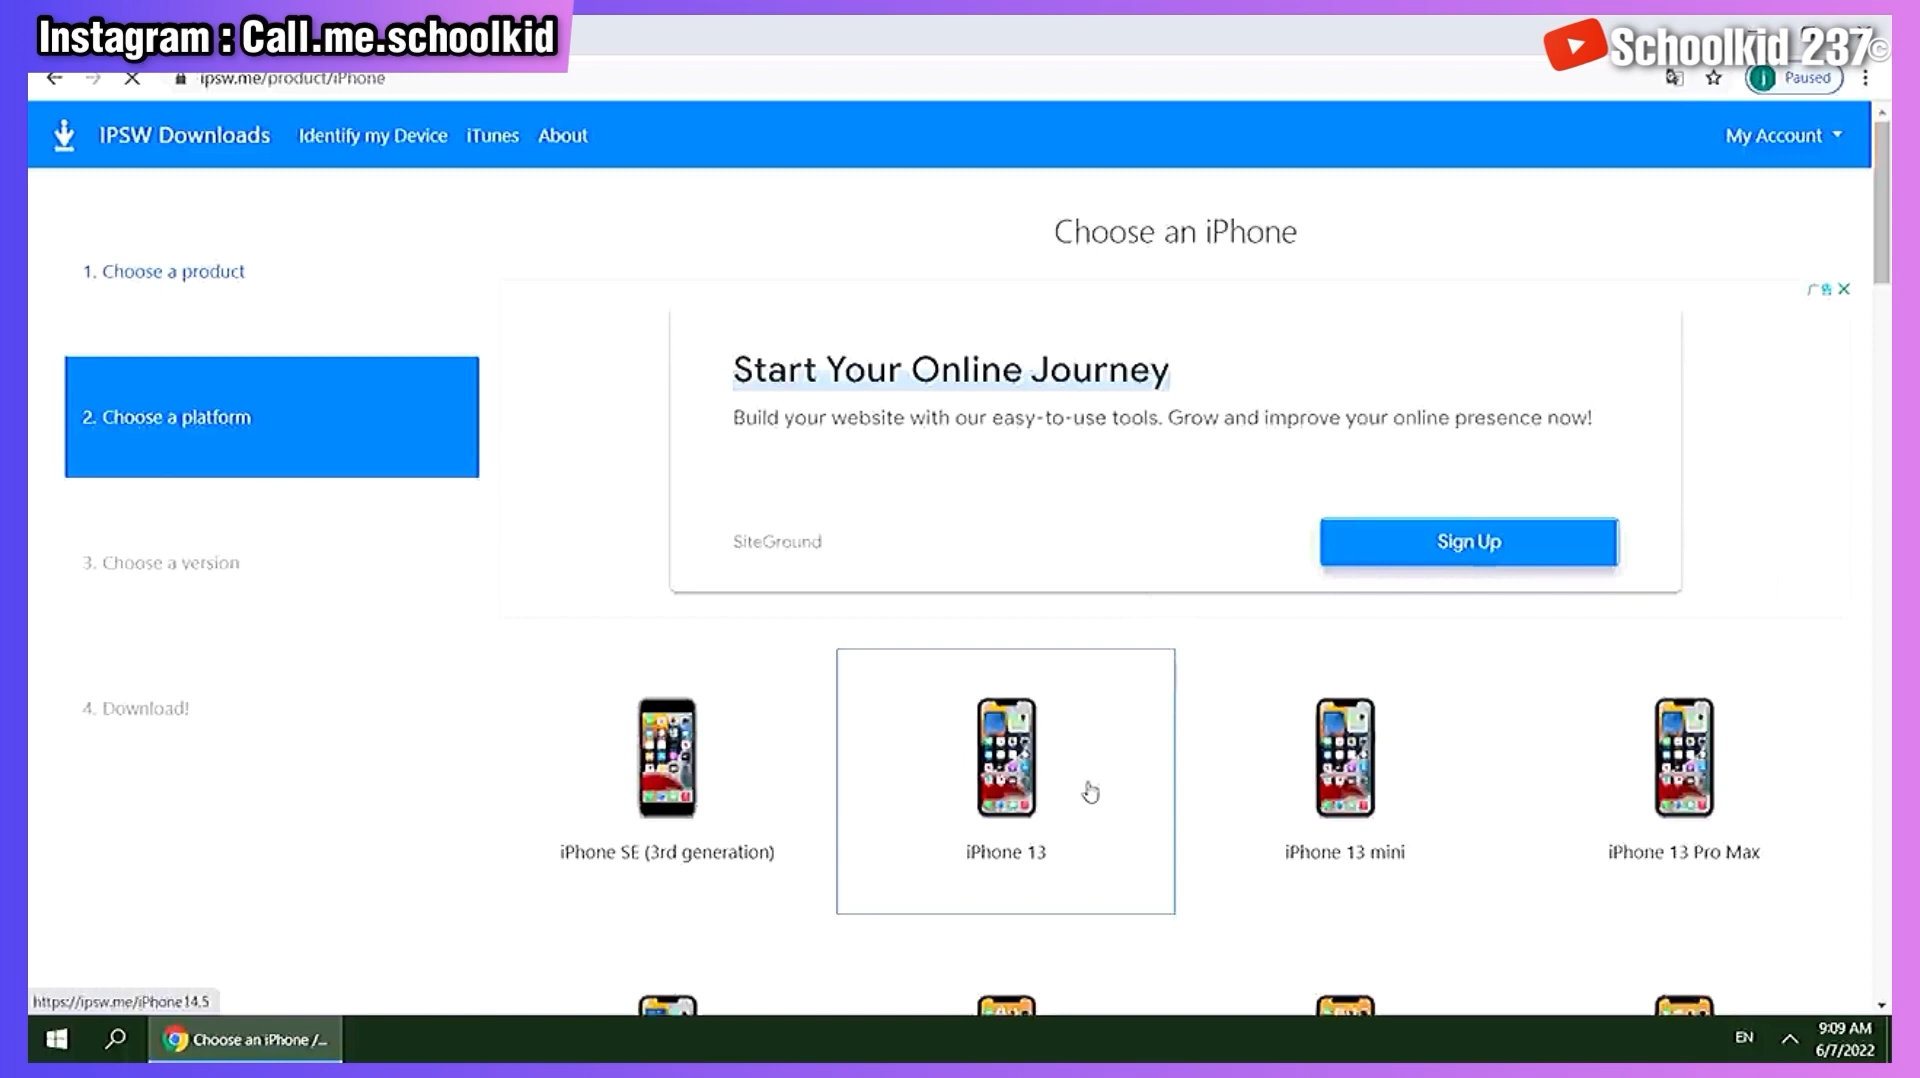 Instagram : Call.me.schoolkid
Schoolkid 237©
ipsw.me/product/iPhone
Paused
IPSW Downloads
Identify my Device
iTunes
About
My Account
Choose an iPhone
1. Choose a product
广告
Start Your Online Journey
2. Choose a platform
Build your website with our easy-to-use tools. Grow and improve your online presence now!
SiteGround
Sign Up
3. Choose a version
4. Download!
iPhone SE (3rd generation)
iPhone 13
iPhone 13 mini
iPhone 13 Pro Max
https://ipsw.me/iPhone14,5
Choose an iPhone /...
EN
9:09 AM
6/7/2022